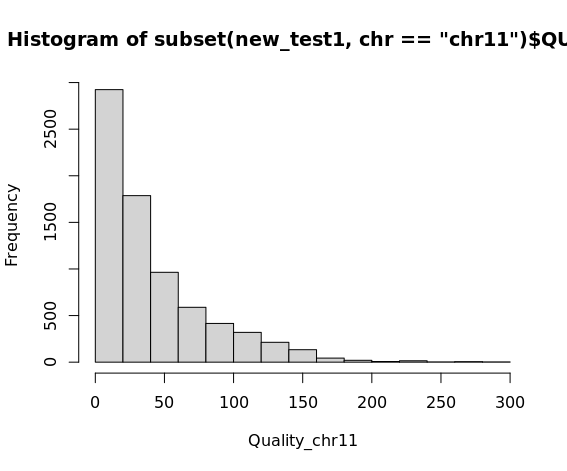 Histogram of subset(new_test1, chr == "chr11")$QU
Frequency
2500
1500
500
0
0 50 100 150 200 250 300
Quality_chr11